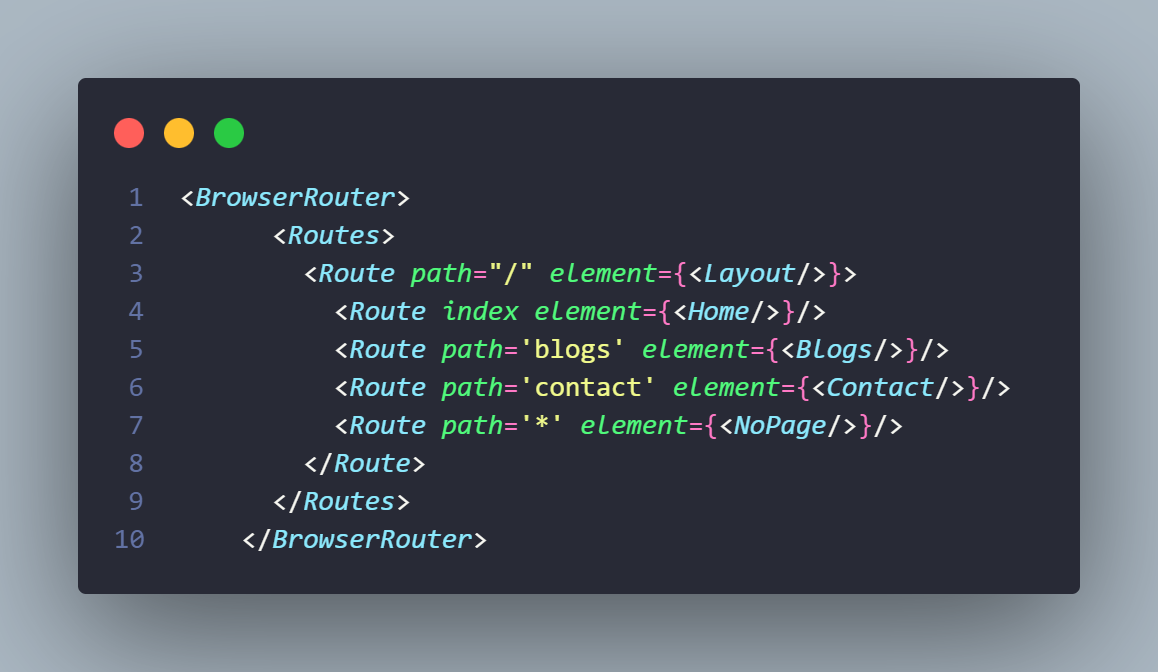 1 <BrowserRouter>
2       <Routes>
3         <Route path="/" element={<Layout/>}>
4           <Route index element={<Home/>}/>
5           <Route path='blogs' element={<Blogs/>}/>
6           <Route path='contact' element={<Contact/>}/>
7           <Route path='*' element={<NoPage/>}/>
8         </Route>
9       </Routes>
10     </BrowserRouter>